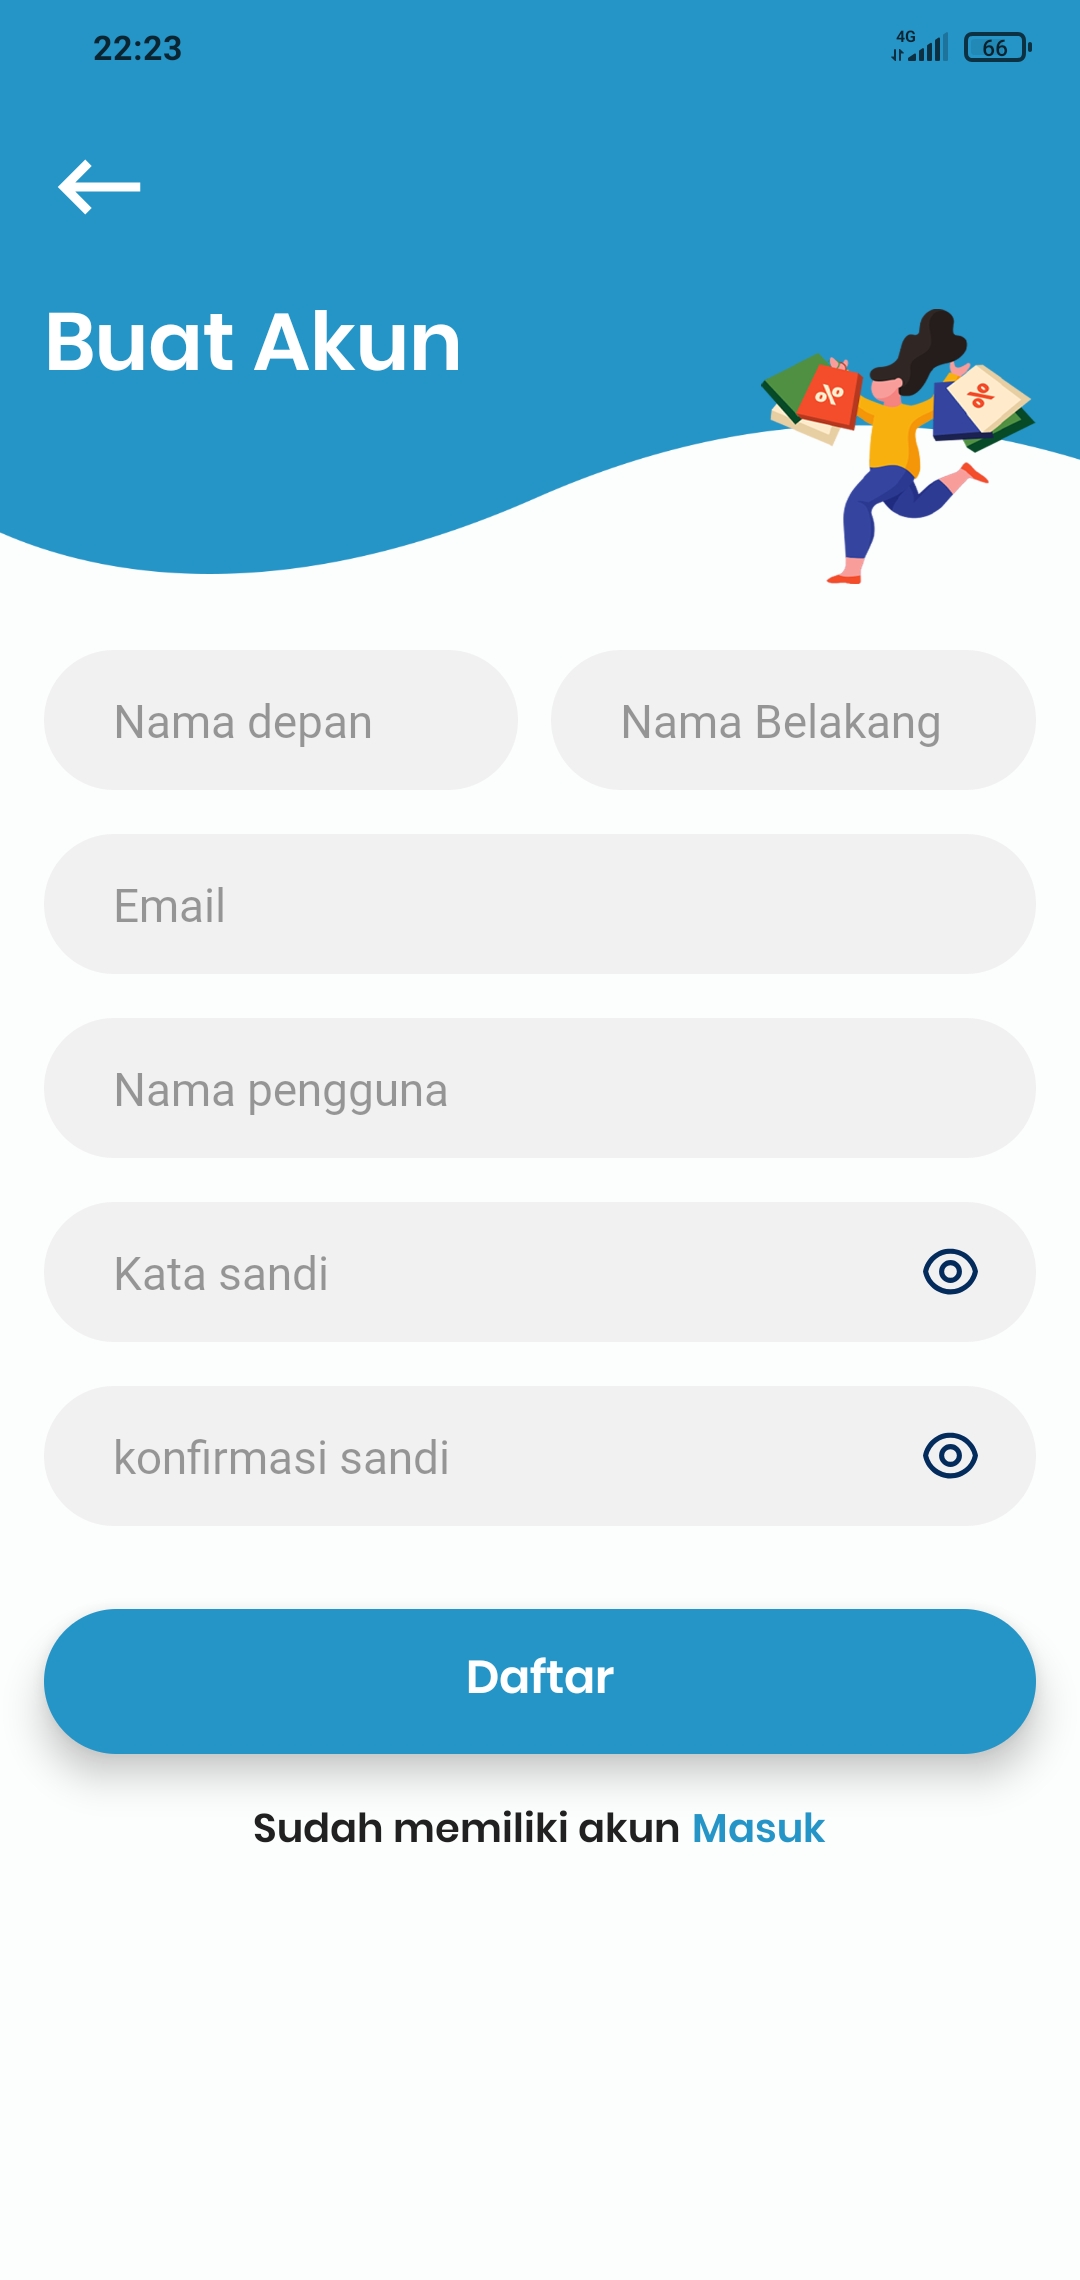 22:23
4G
66
Buat Akun
%
%
Nama depan
Nama Belakang
Email
Nama pengguna
Kata sandi
konfirmasi sandi
Daftar
Sudah memiliki akun Masuk